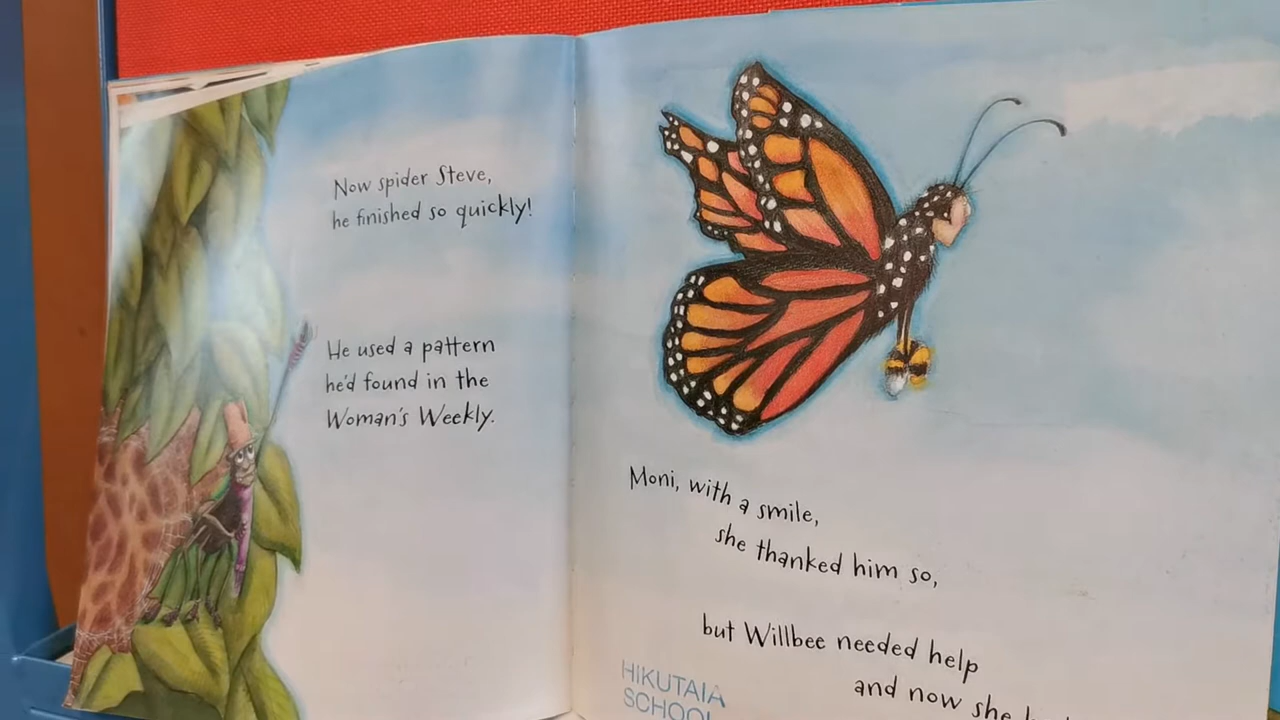 Now spider Steve,
he finished so quickly!
He used a pattern
he'd found in the
Woman's Weekly.
Moni, with a smile,
she thanked him so,
but Willbee needed help
and now she
HIKUTAIA
SCHOOL